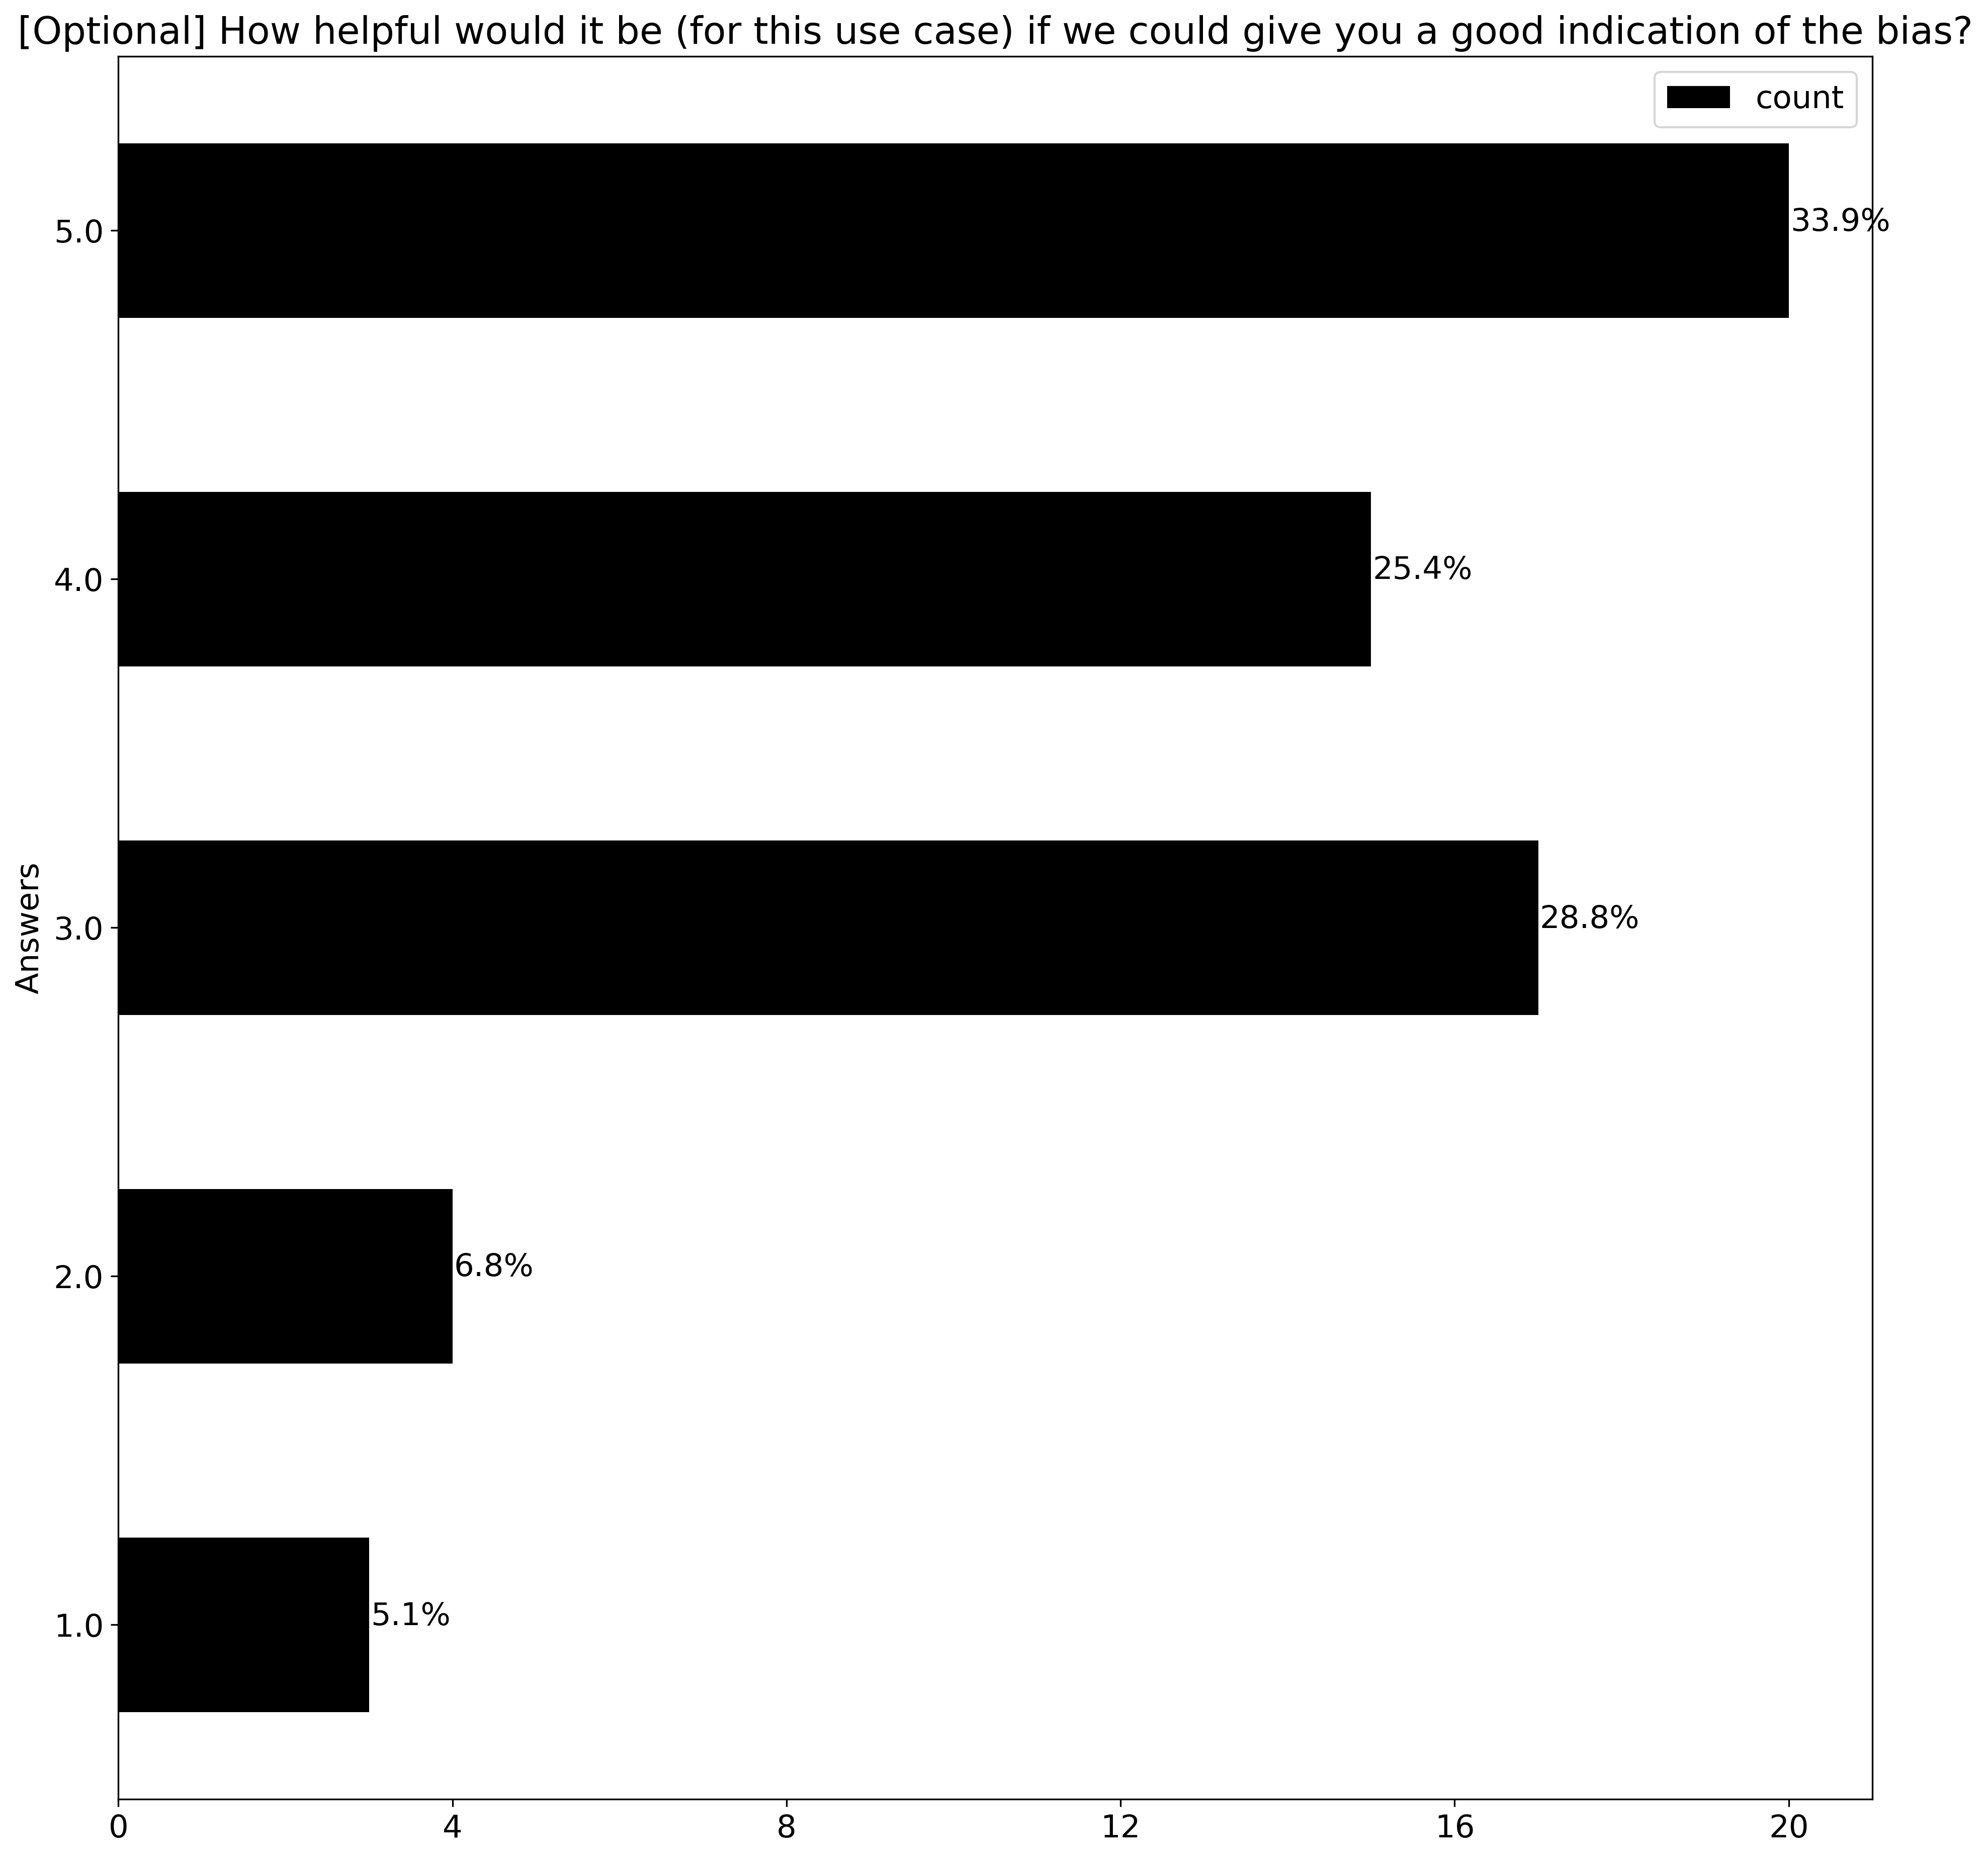 [Optional] How helpful would it be (for this use case) if we could give you a good indication of the bias?
count
5.0
33.9%
4.0
25.4%
3.0
28.8%
2.0
6.8%
1.0
5.1%
Answers
0 4 8 12 16 20